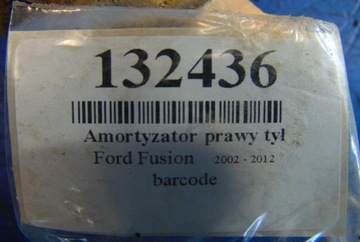 132436
Amortyzator prawy tył
Ford Fusion 2002 - 2012
barcode